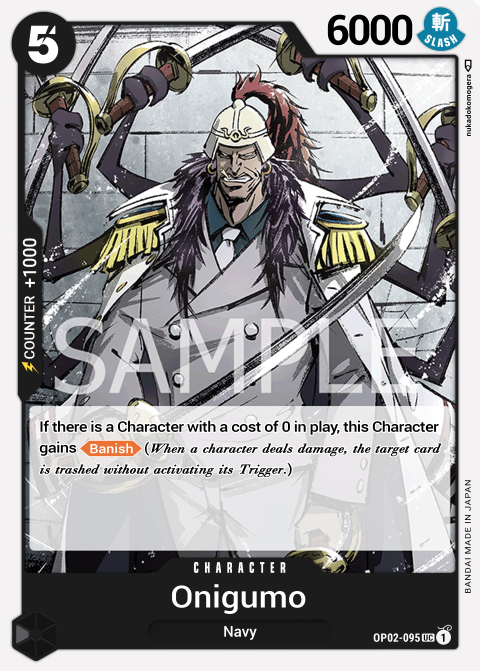 5
6000
斬
SLASH
nukadokomogera
COUNTER +1000
SAMPLE
If there is a Character with a cost of 0 in play, this Character
gains Banish (When a character deals damage, the target card
is trashed without activating its Trigger.)
BANDAI MADE IN JAPAN
CHARACTER
Onigumo
Navy
OP02-095 UC 1